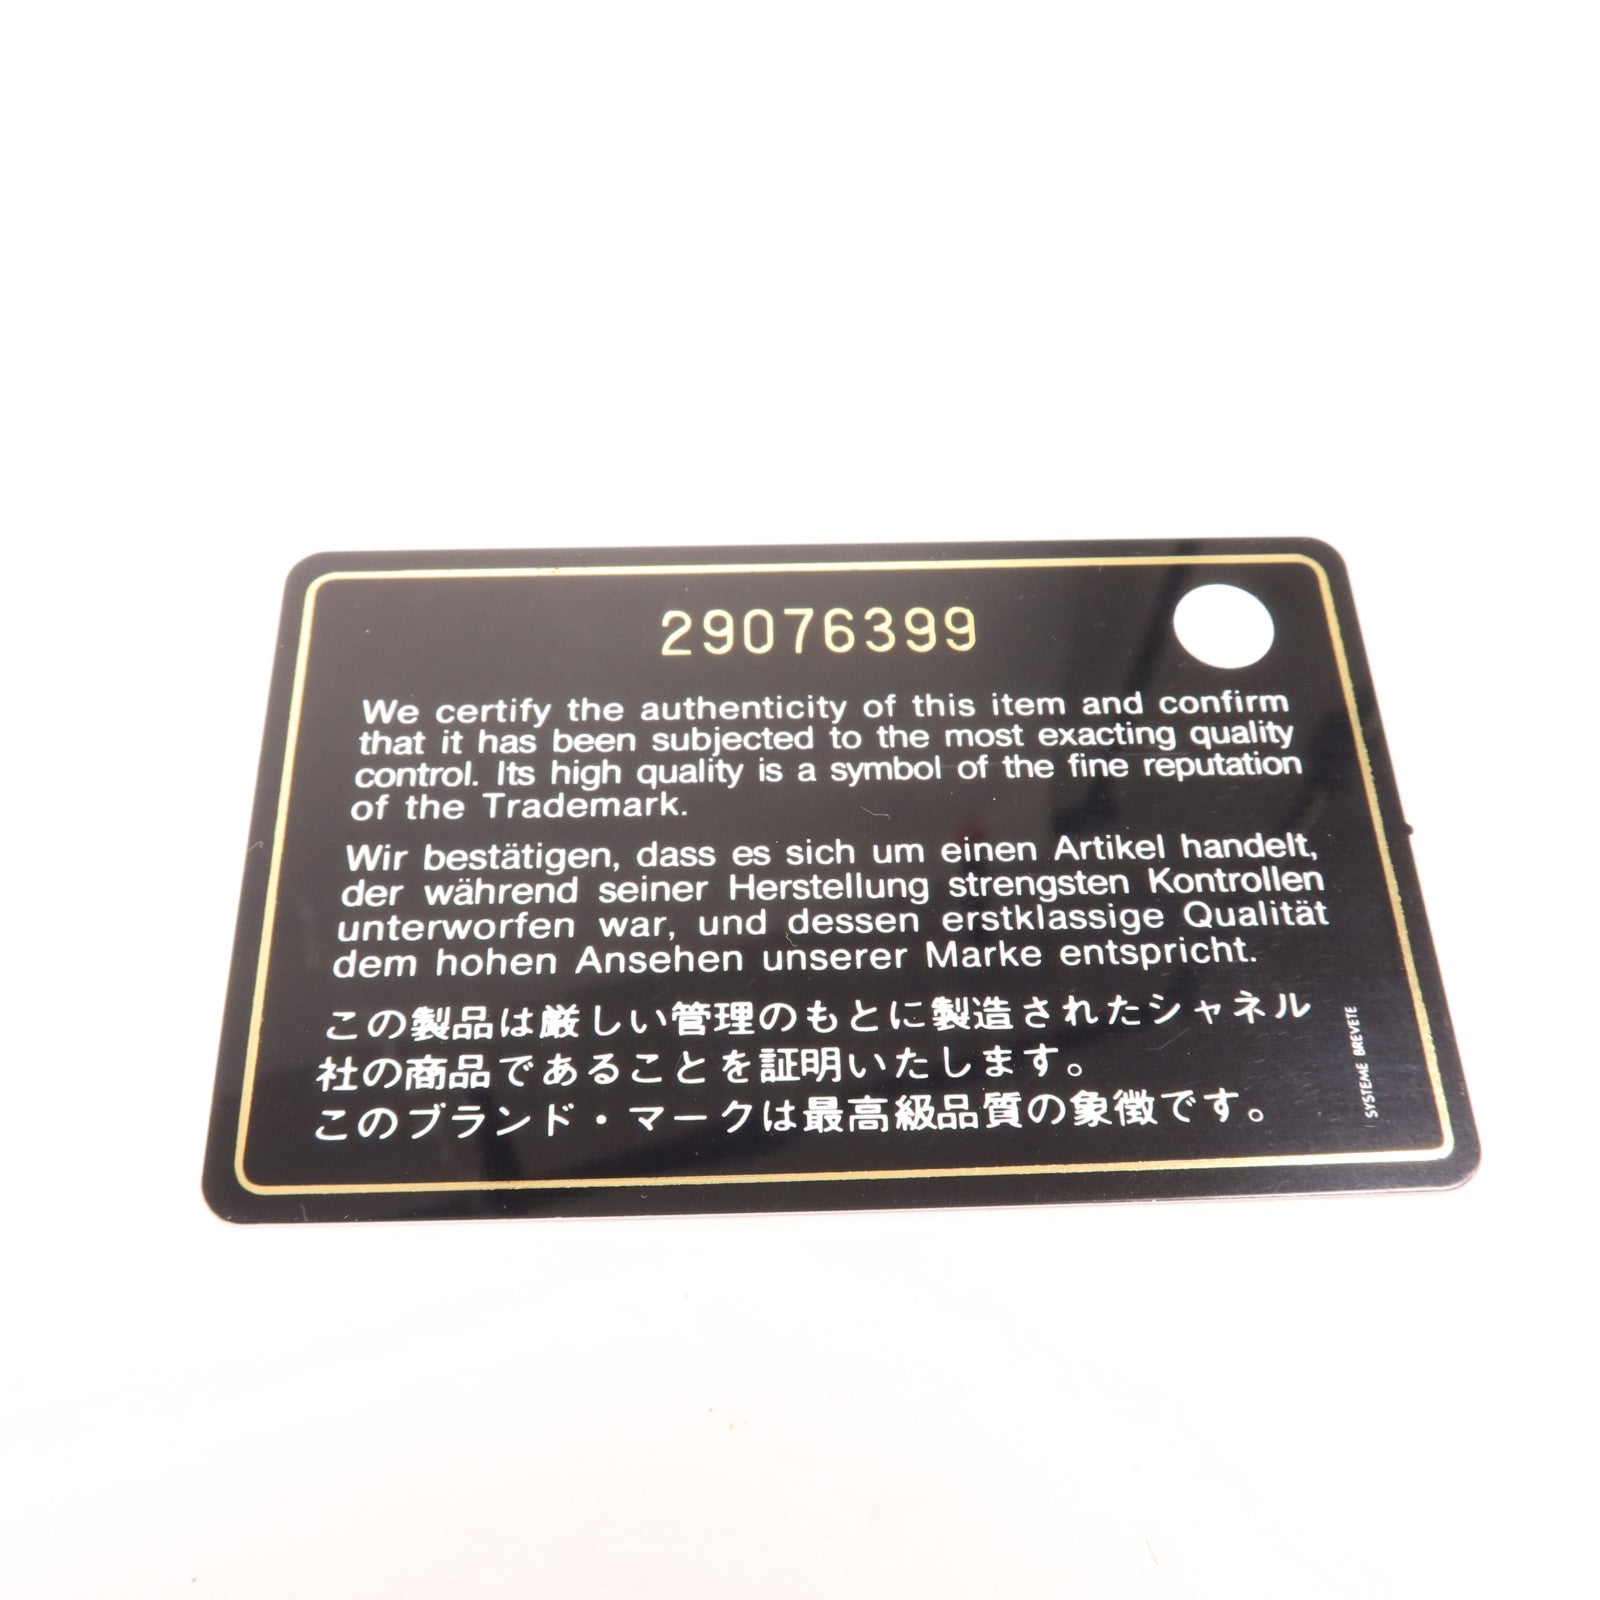 29076399
We certify the authenticity of this item and confirm
that it has been subjected to the most exacting quality
control. Its high quality is a symbol of the fine reputation
of the Trademark.
Wir bestätigen, dass es sich um einen Artikel handelt,
der während seiner Herstellung strengsten Kontrollen
unterworfen war, und dessen erstklassige Qualität
dem hohen Ansehen unserer Marke entspricht.
この製品は厳しい管理のもとに製造されたシャネル
社の商品であることを証明いたします。
このブランド・マークは最高級品質の象徴です。
SYSTEME BREVETE